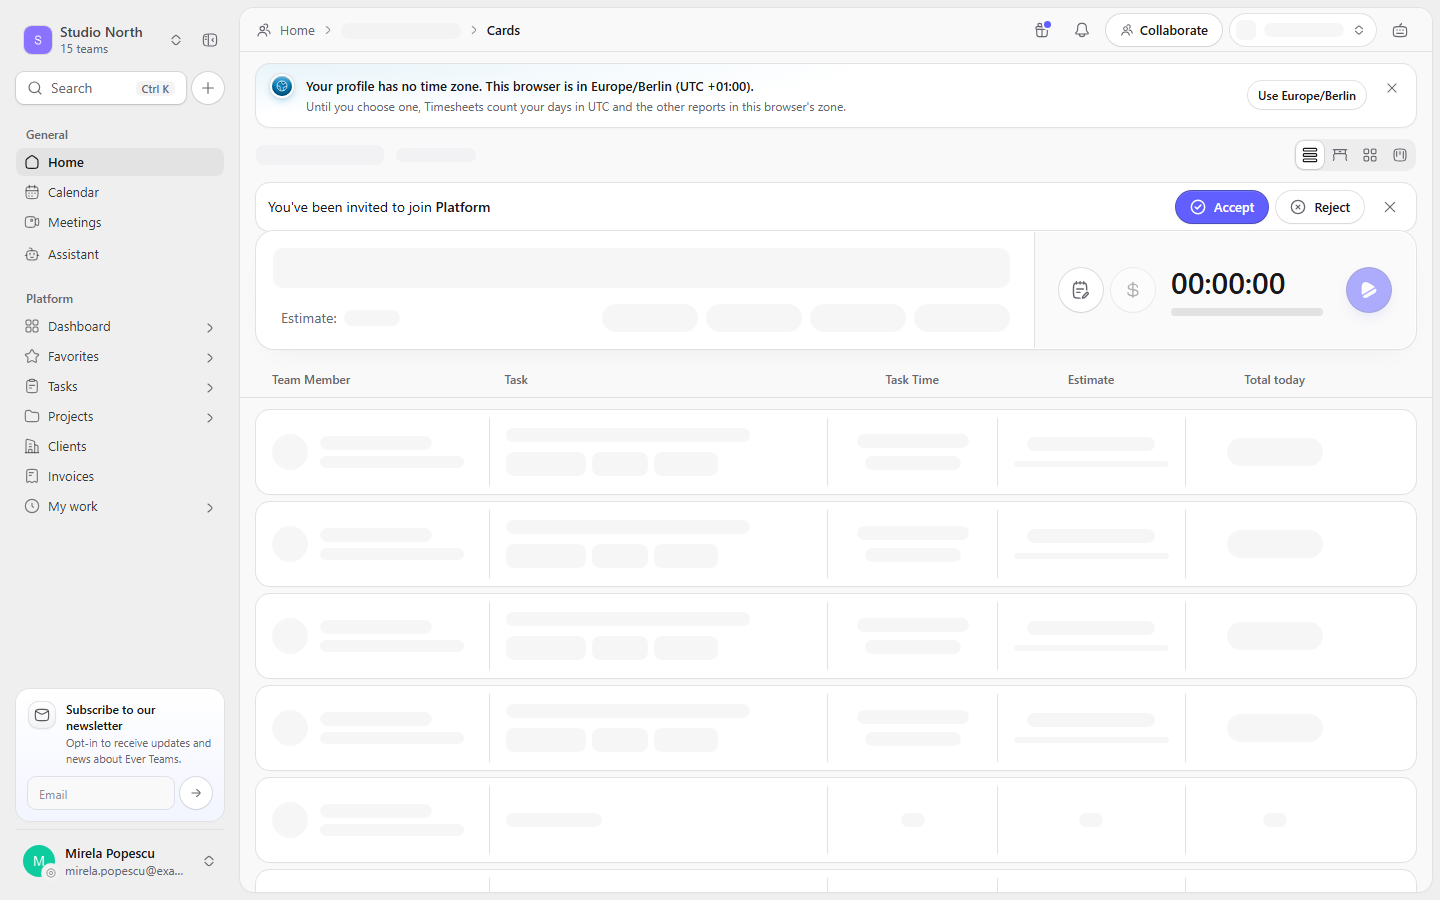 Studio North
15 teams
Search
Ctrl K
General
Home
Calendar
Meetings
Assistant
Platform
Dashboard
Favorites
Tasks
Projects
Clients
Invoices
My work
Subscribe to our
newsletter
Opt-in to receive updates and
news about Ever Teams.
Email
M
Mirela Popescu
mirela.popescu@exa...
S
Home
Cards
Collaborate
Your profile has no time zone. This browser is in Europe/Berlin (UTC +01:00).
Until you choose one, Timesheets count your days in UTC and the other reports in this browser's zone.
Use Europe/Berlin
You've been invited to join Platform
Accept
Reject
Estimate:
$
00:00:00
Team Member
Task
Task Time
Estimate
Total today